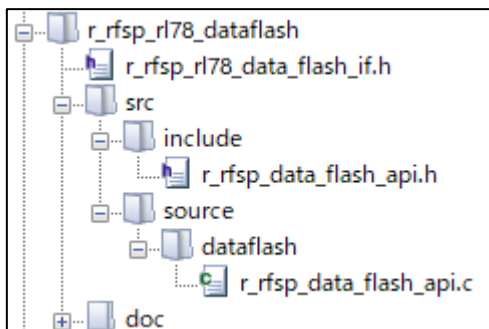 r_rfsp_rl78_dataflash
r_rfsp_rl78_data_flash_if.h
src
include
r_rfsp_data_flash_api.h
source
dataflash
r_rfsp_data_flash_api.c
doc